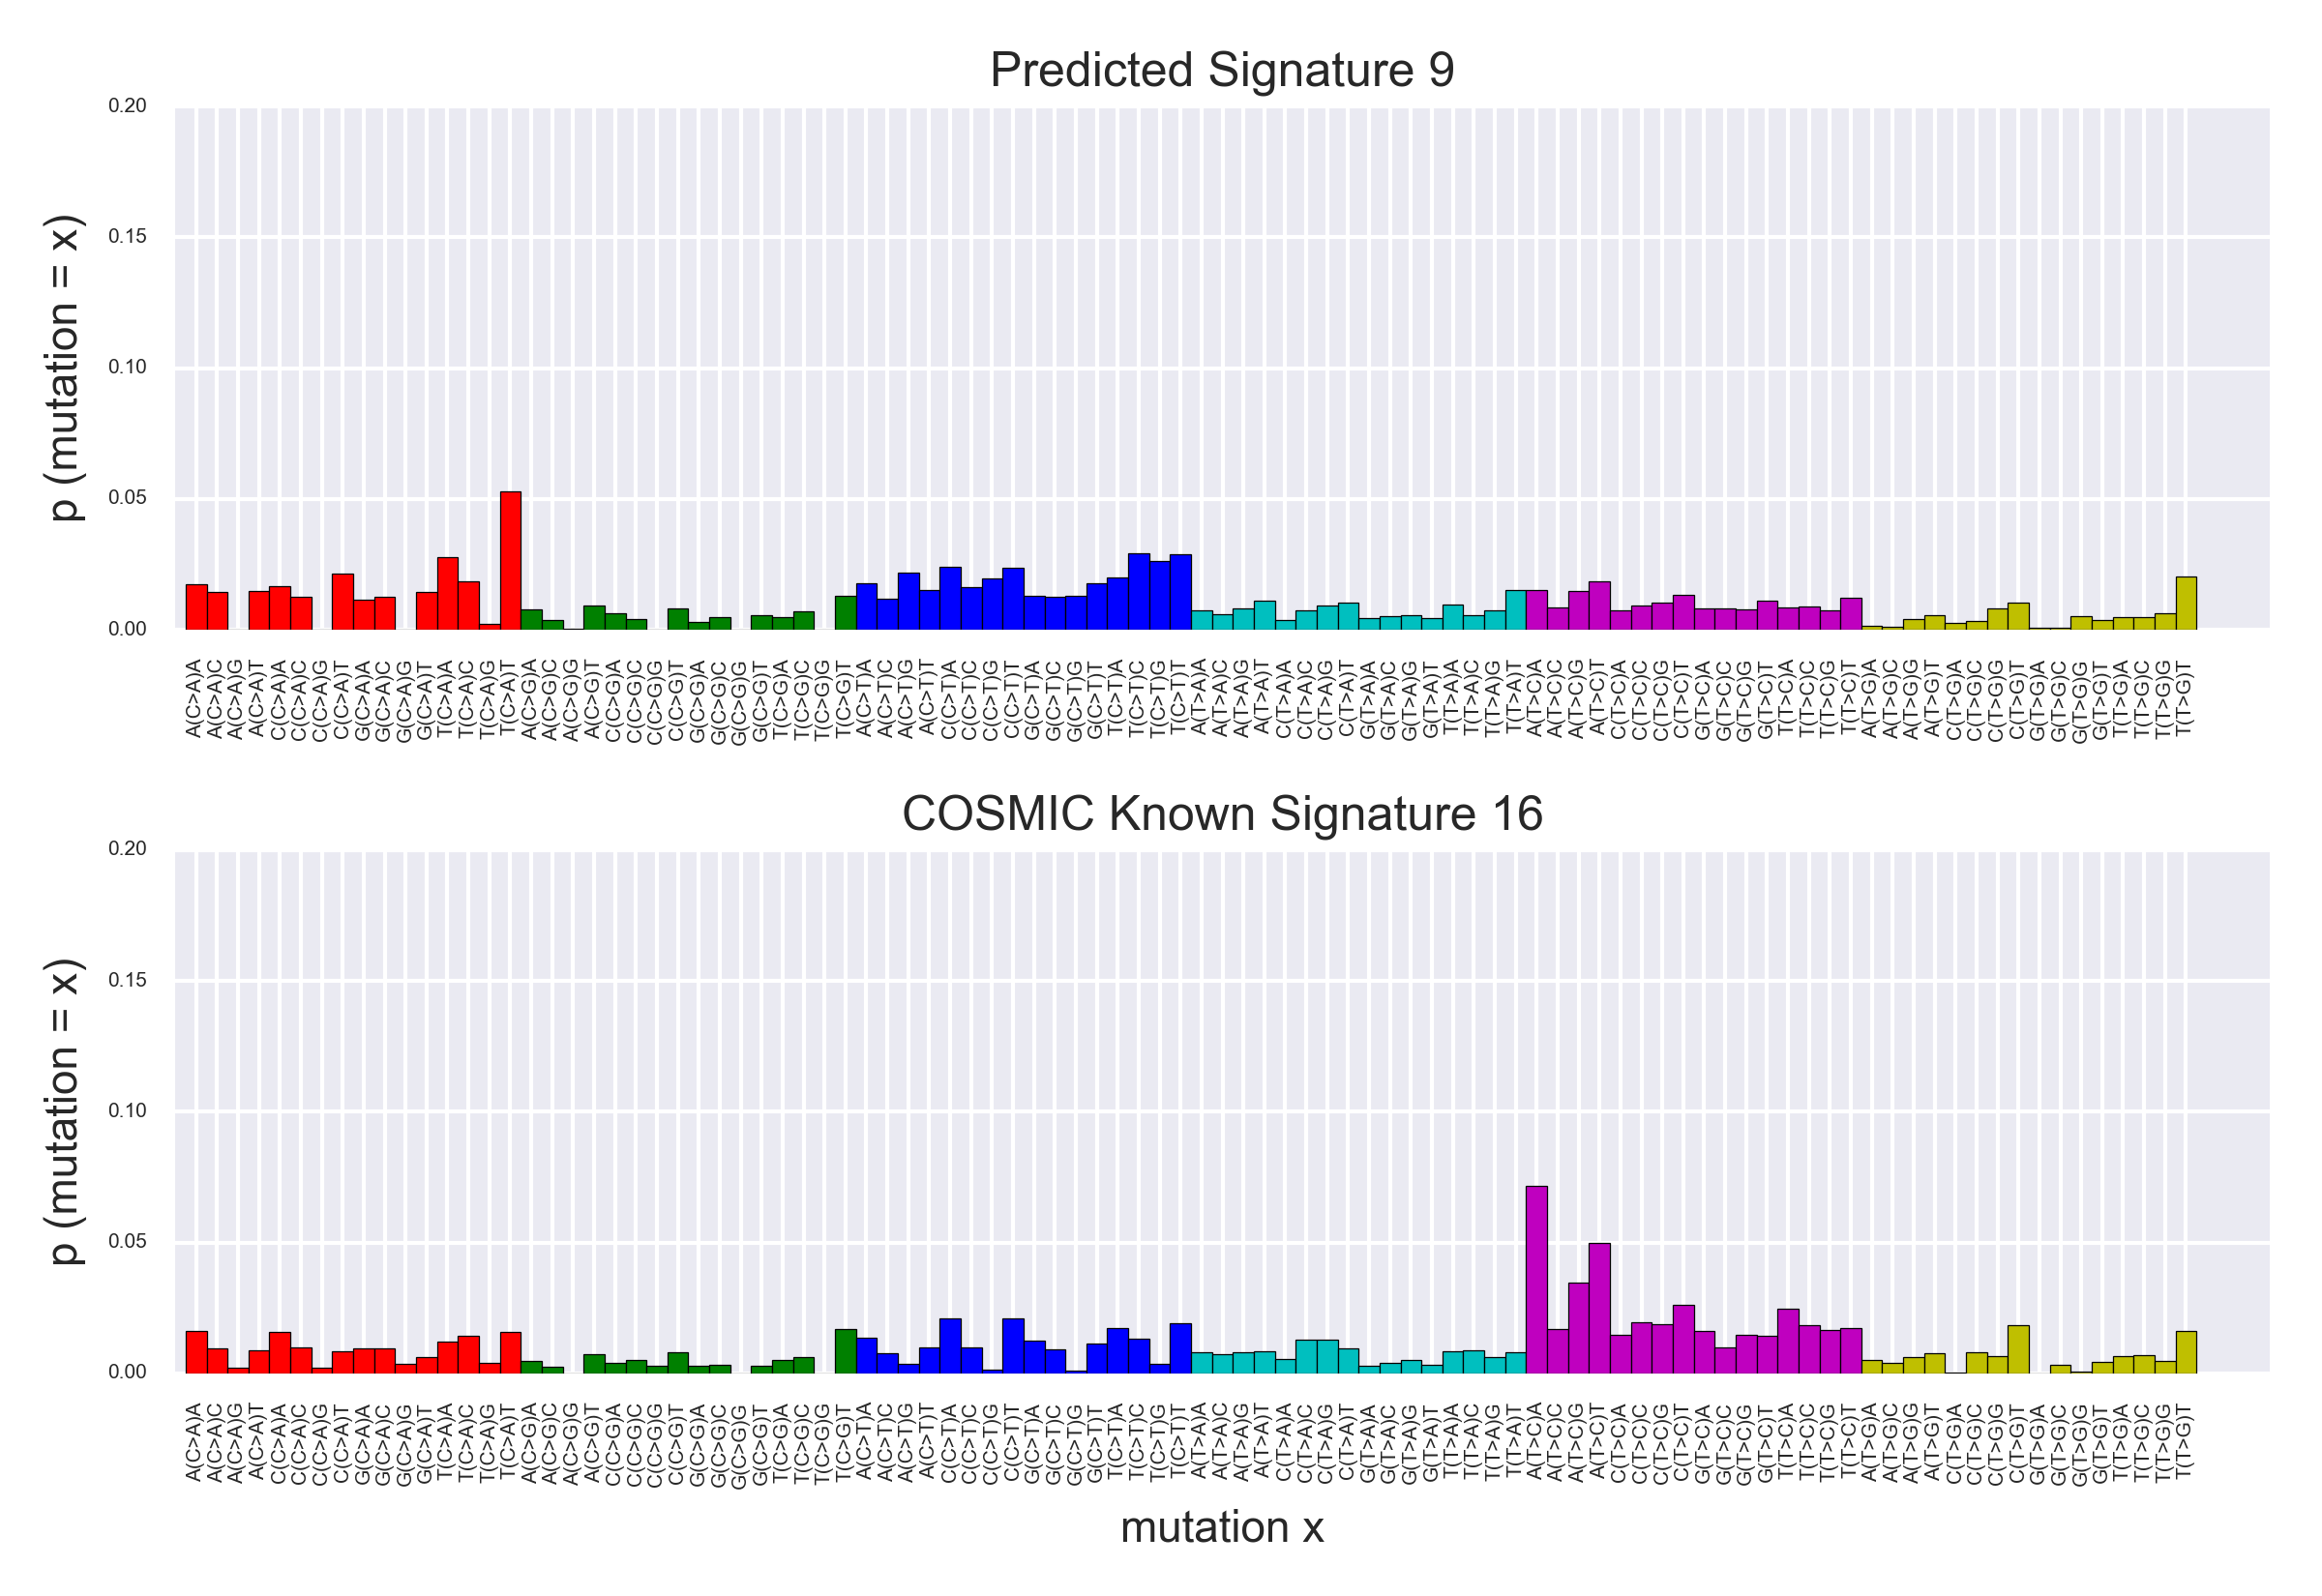 Predicted Signature 9
p (mutation = x)
0.20
0.15
0.10
0.05
0.00
A(C>A)A A(C>A)C A(C>A)G A(C>A)T C(C>A)A C(C>A)C C(C>A)G C(C>A)T G(C>A)A G(C>A)C G(C>A)G G(C>A)T T(C>A)A T(C>A)C T(C>A)G T(C>A)T A(C>G)A A(C>G)C A(C>G)G A(C>G)T C(C>G)A C(C>G)C C(C>G)G C(C>G)T G(C>G)A G(C>G)C G(C>G)G G(C>G)T T(C>G)A T(C>G)C T(C>G)G T(C>G)T A(C>T)A A(C>T)C A(C>T)G A(C>T)T C(C>T)A C(C>T)C C(C>T)G C(C>T)T G(C>T)A G(C>T)C G(C>T)G G(C>T)T T(C>T)A T(C>T)C T(C>T)G T(C>T)T A(T>A)A A(T>A)C A(T>A)G A(T>A)T C(T>A)A C(T>A)C C(T>A)G C(T>A)T G(T>A)A G(T>A)C G(T>A)G G(T>A)T T(T>A)A T(T>A)C T(T>A)G T(T>A)T A(T>C)A A(T>C)C A(T>C)G A(T>C)T C(T>C)A C(T>C)C C(T>C)G C(T>C)T G(T>C)A G(T>C)C G(T>C)G G(T>C)T T(T>C)A T(T>C)C T(T>C)G T(T>C)T A(T>G)A A(T>G)C A(T>G)G A(T>G)T C(T>G)A C(T>G)C C(T>G)G C(T>G)T G(T>G)A G(T>G)C G(T>G)G G(T>G)T T(T>G)A T(T>G)C T(T>G)G T(T>G)T
COSMIC Known Signature 16
p (mutation = x)
0.20
0.15
0.10
0.05
0.00
A(C>A)A A(C>A)C A(C>A)G A(C>A)T C(C>A)A C(C>A)C C(C>A)G C(C>A)T G(C>A)A G(C>A)C G(C>A)G G(C>A)T T(C>A)A T(C>A)C T(C>A)G T(C>A)T A(C>G)A A(C>G)C A(C>G)G A(C>G)T C(C>G)A C(C>G)C C(C>G)G C(C>G)T G(C>G)A G(C>G)C G(C>G)G G(C>G)T T(C>G)A T(C>G)C T(C>G)G T(C>G)T A(C>T)A A(C>T)C A(C>T)G A(C>T)T C(C>T)A C(C>T)C C(C>T)G C(C>T)T G(C>T)A G(C>T)C G(C>T)G G(C>T)T T(C>T)A T(C>T)C T(C>T)G T(C>T)T A(T>A)A A(T>A)C A(T>A)G A(T>A)T C(T>A)A C(T>A)C C(T>A)G C(T>A)T G(T>A)A G(T>A)C G(T>A)G G(T>A)T T(T>A)A T(T>A)C T(T>A)G T(T>A)T A(T>C)A A(T>C)C A(T>C)G A(T>C)T C(T>C)A C(T>C)C C(T>C)G C(T>C)T G(T>C)A G(T>C)C G(T>C)G G(T>C)T T(T>C)A T(T>C)C T(T>C)G T(T>C)T A(T>G)A A(T>G)C A(T>G)G A(T>G)T C(T>G)A C(T>G)C C(T>G)G C(T>G)T G(T>G)A G(T>G)C G(T>G)G G(T>G)T T(T>G)A T(T>G)C T(T>G)G T(T>G)T
mutation x